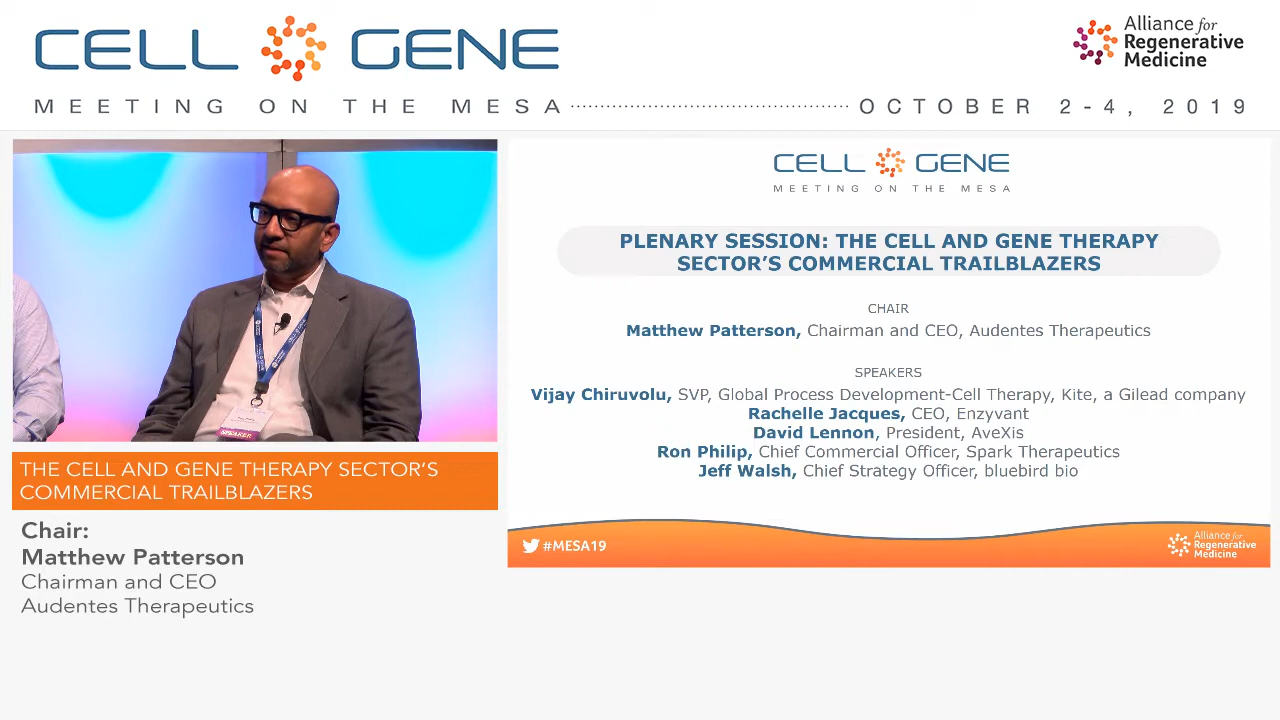 CELL GENE
MEETING ON THE MESA
OCTOBER 2-4, 2019
Alliance for
Regenerative
Medicine
SPEAKER
THE CELL AND GENE THERAPY SECTOR'S
COMMERCIAL TRAILBLAZERS
Chair:
Matthew Patterson
Chairman and CEO
Audentes Therapeutics
CELL GENE
MEETING ON THE MESA
PLENARY SESSION: THE CELL AND GENE THERAPY
SECTOR'S COMMERCIAL TRAILBLAZERS
CHAIR
Matthew Patterson, Chairman and CEO, Audentes Therapeutics
SPEAKERS
Vijay Chiruvolu, SVP, Global Process Development-Cell Therapy, Kite, a Gilead company
Rachelle Jacques, CEO, Enzyvant
David Lennon, President, AveXis
Ron Philip, Chief Commercial Officer, Spark Therapeutics
Jeff Walsh, Chief Strategy Officer, bluebird bio
#MESA19
Alliance for
Regenerative
Medicine